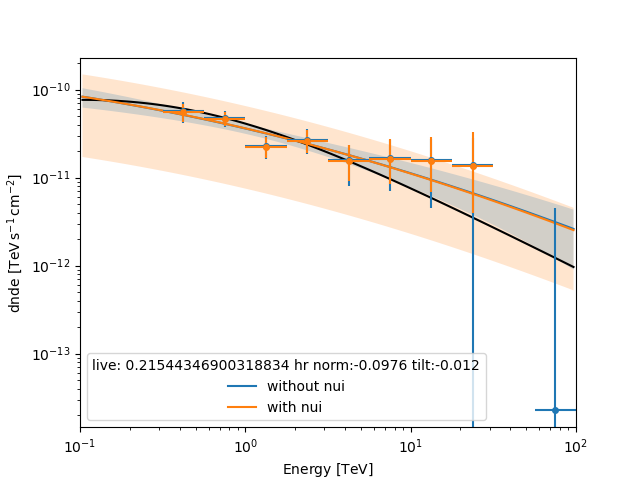 10⁻¹⁰
10⁻¹¹
10⁻¹²
10⁻¹³
dnde [TeV s⁻¹ cm⁻²]
live: 0.21544346900318834 hr norm:-0.0976 tilt:-0.012
without nui
with nui
10⁻¹ 10⁰ 10¹ 10²
Energy [TeV]